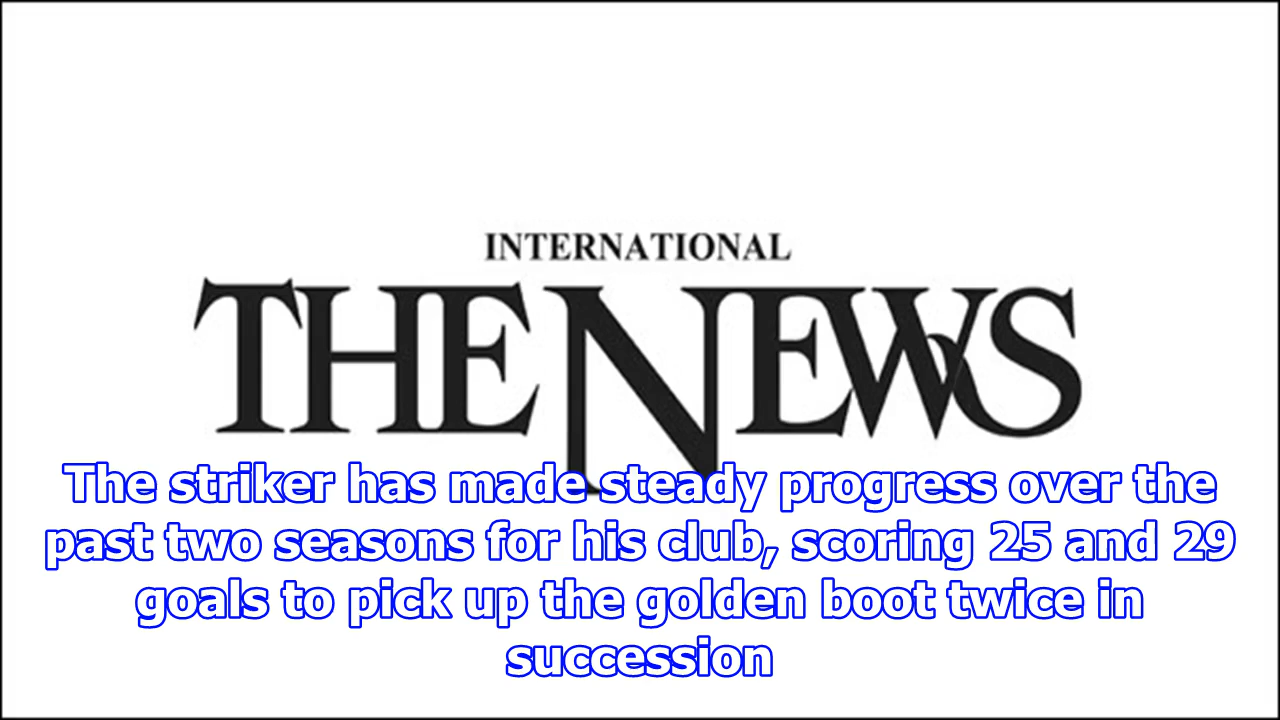 INTERNATIONAL
THE NEWS
The striker has made steady progress over the
past two seasons for his club, scoring 25 and 29
goals to pick up the golden boot twice in
succession